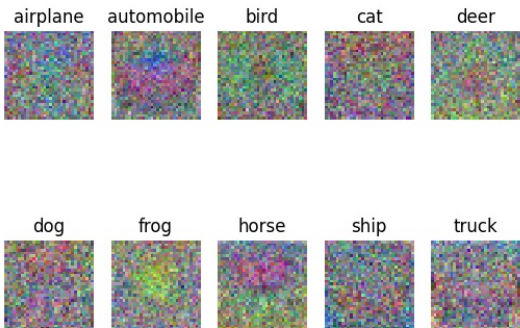 airplane automobile bird cat deer
dog frog horse ship truck